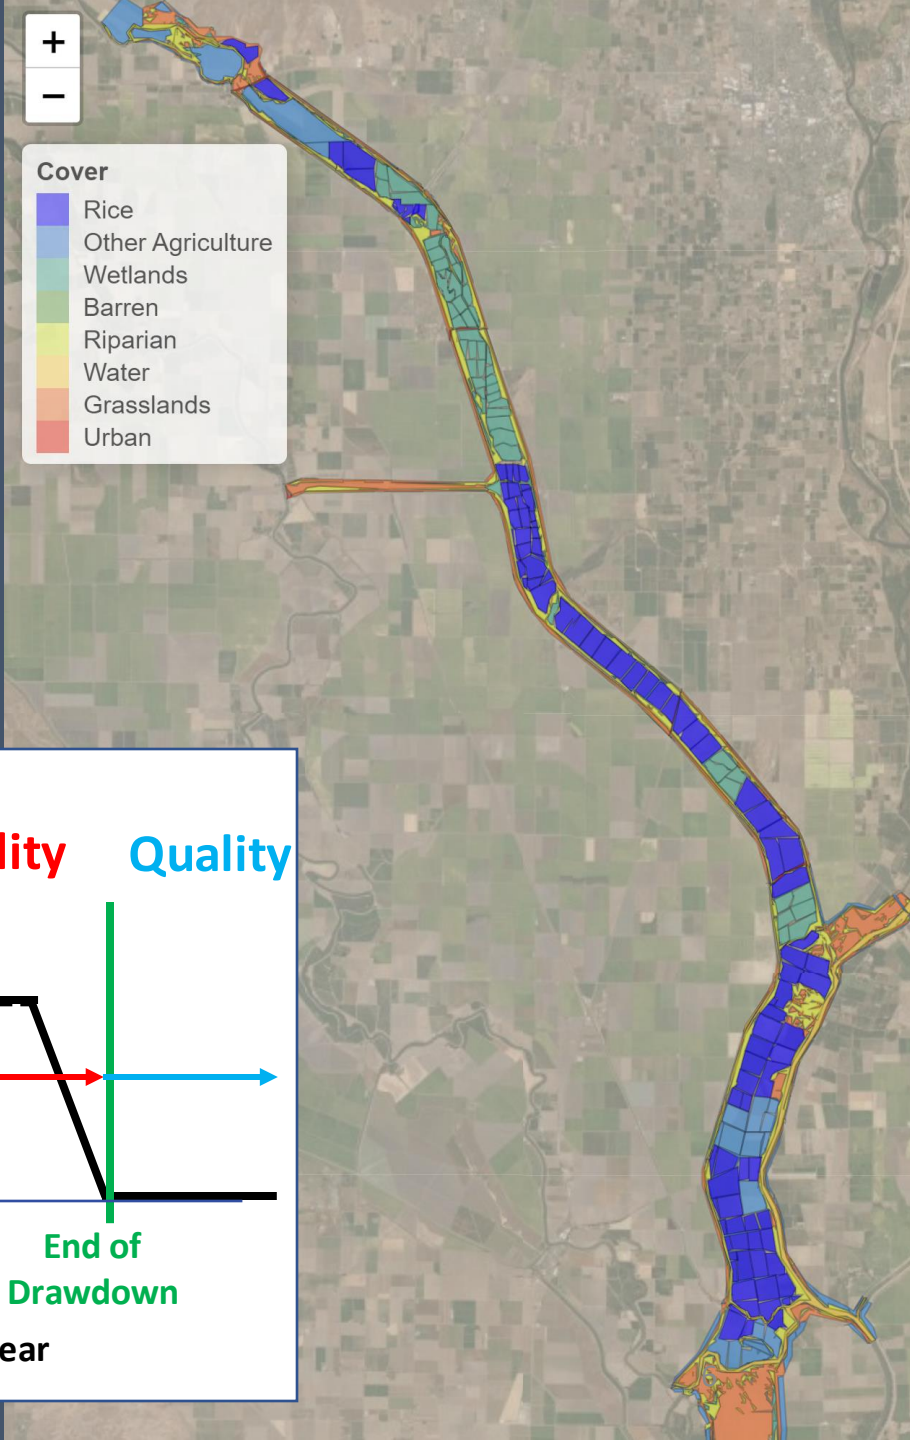 +
−
Cover
Rice
Other Agriculture
Wetlands
Barren
Riparian
Water
Grasslands
Urban
lity Quality
End of
Drawdown
ear